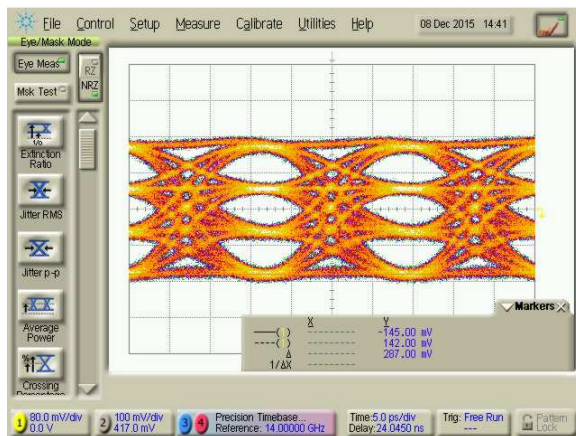 File Control Setup Measure Calibrate Utilities Help 08 Dec 2015 14:41
Eye/Mask Mode
Eye Meas
RZ
NRZ
Msk Test
Extinction
Ratio
Jitter RMS
Jitter p-p
Average
Power
Crossing
X Y
Markers
—( ) --------- -145.00 mV
----( ) --------- 142.00 mV
Δ --------- 287.00 mV
1/ΔX ---------
1 80.0 mV/div
0.0 V
2 100 mV/div
417.0 mV
3 4 Precision Timebase...
Reference: 14.00000 GHz
Time:5.0 ps/div
Delay:24.0450 ns
Trig: Free Run
---
Pattern
Lock